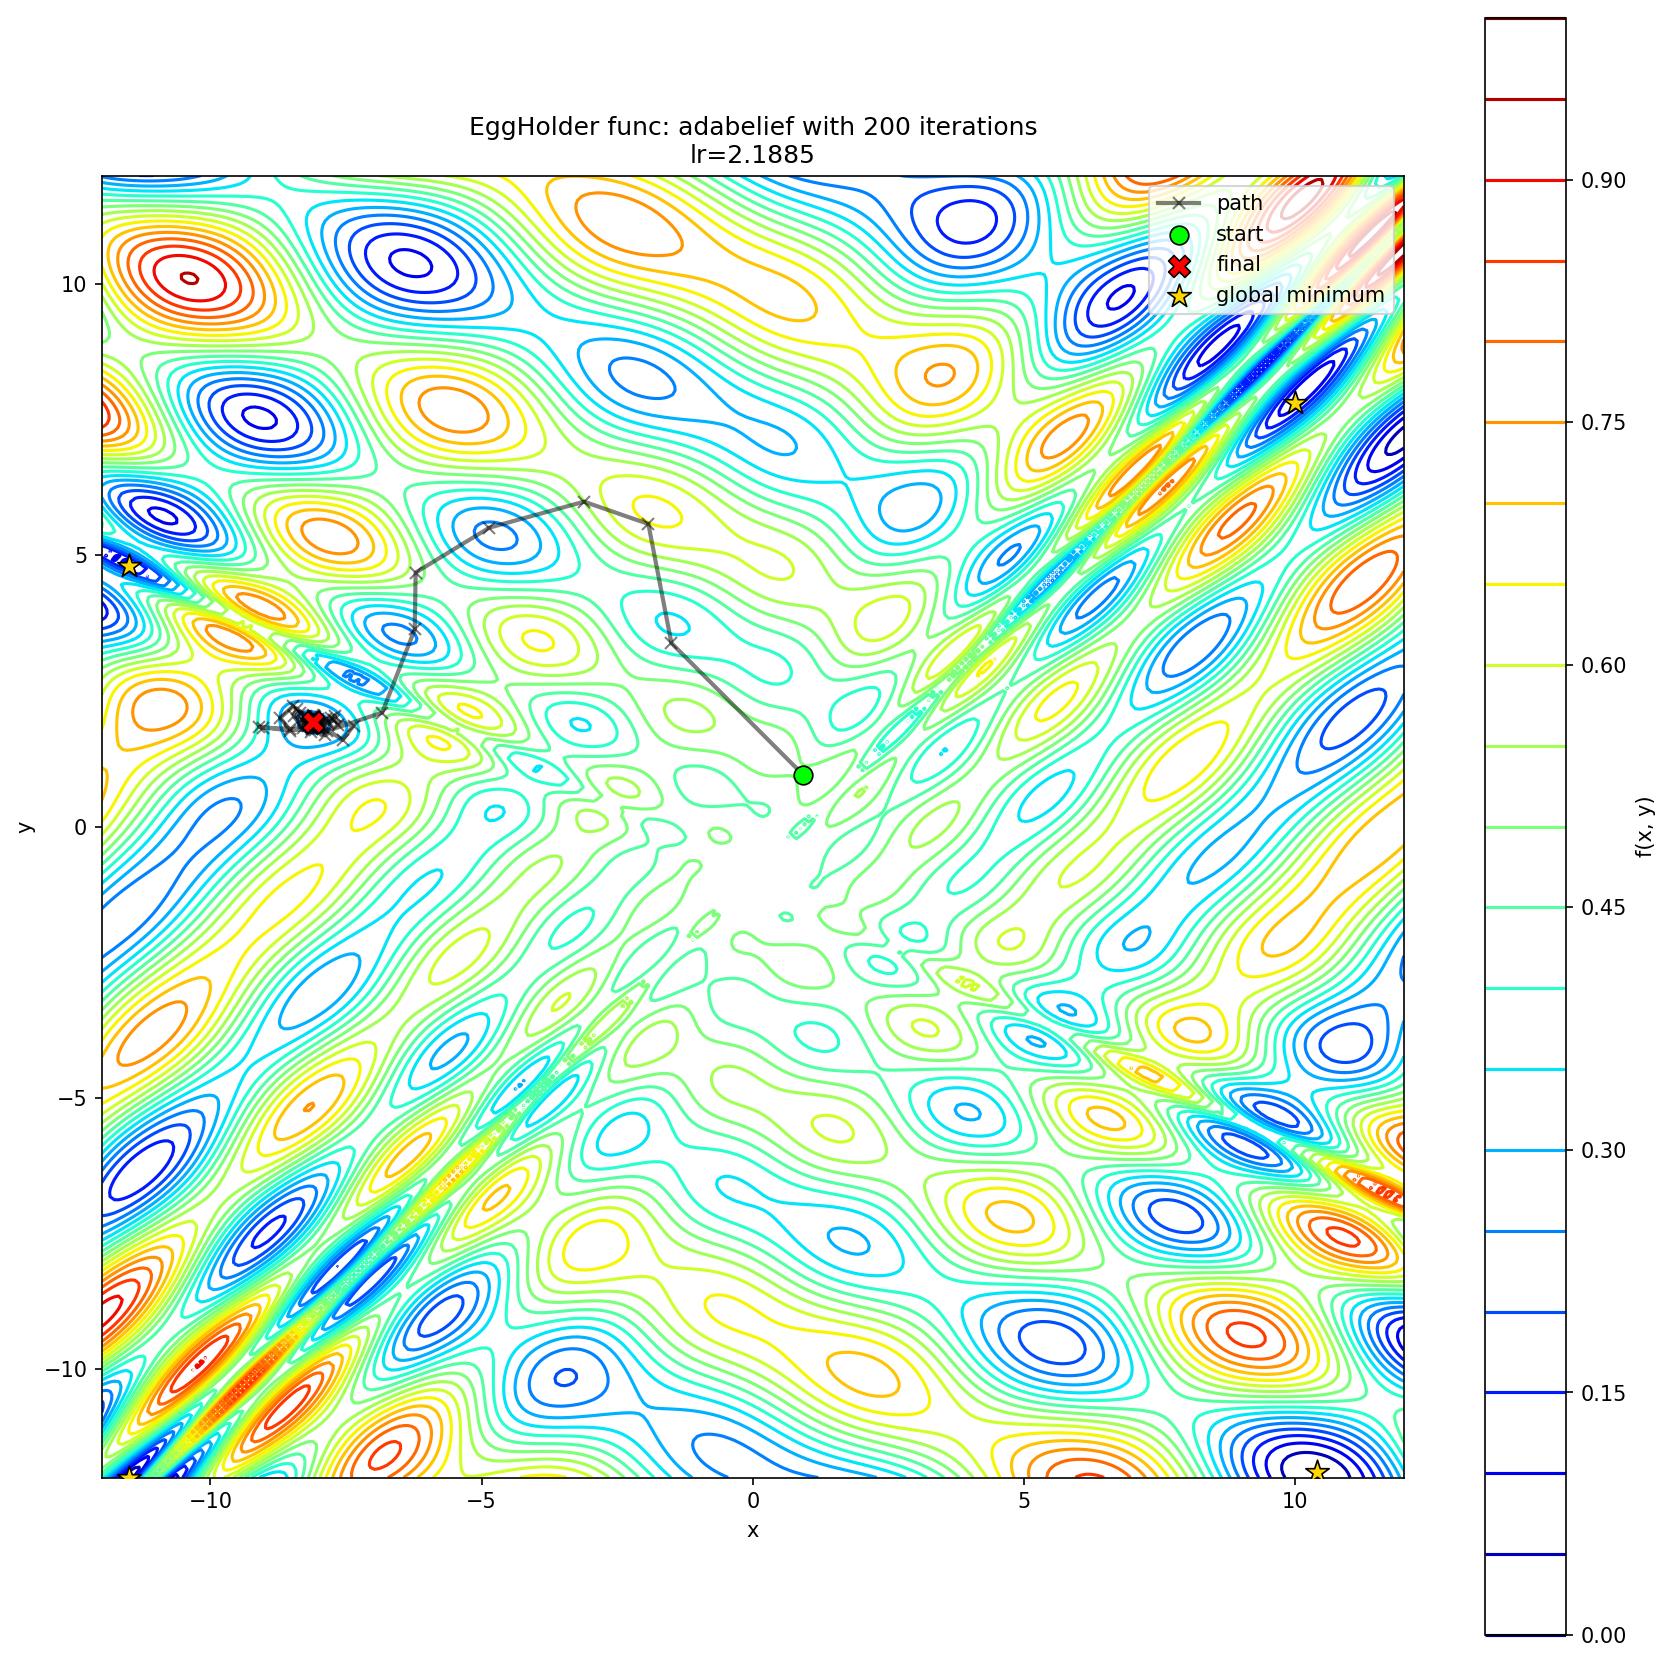 EggHolder func: adabelief with 200 iterations
lr=2.1885
path
start
final
global minimum
10
5
0
−5
−10
y
−10
−5
0
5
10
x
0.90
0.75
0.60
0.45
0.30
0.15
0.00
f(x, y)